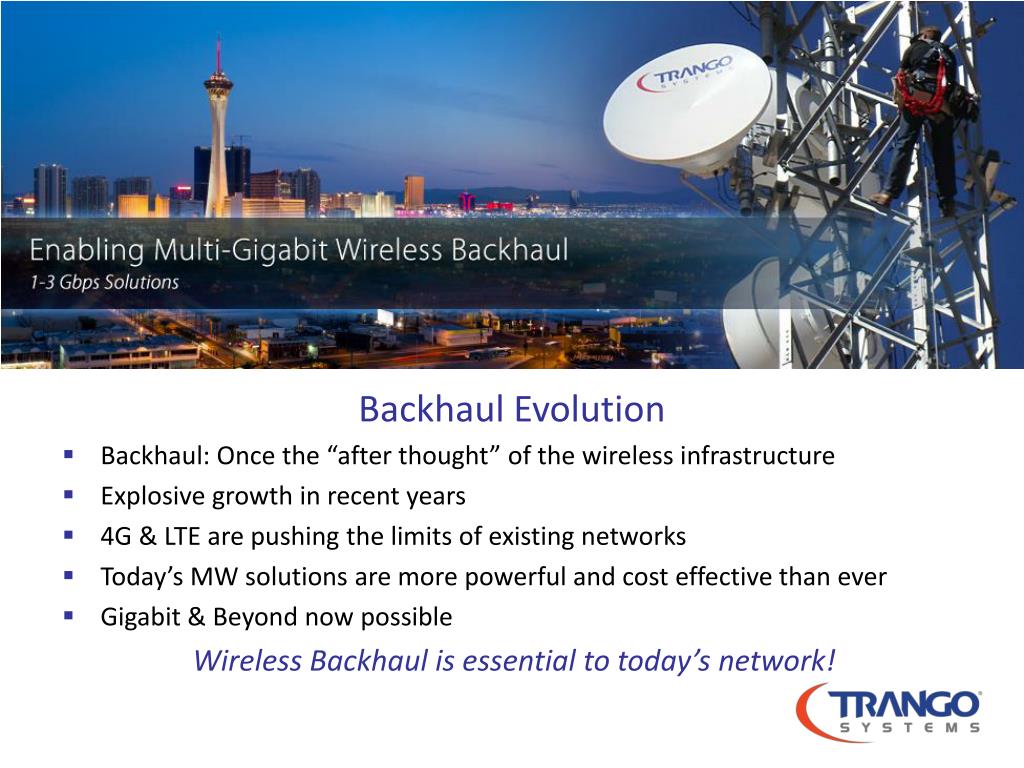 TRANGO
SYSTEMS
Enabling Multi-Gigabit Wireless Backhaul
1-3 Gbps Solutions
Backhaul Evolution
▪ Backhaul: Once the “after thought” of the wireless infrastructure
▪ Explosive growth in recent years
▪ 4G & LTE are pushing the limits of existing networks
▪ Today’s MW solutions are more powerful and cost effective than ever
▪ Gigabit & Beyond now possible
Wireless Backhaul is essential to today’s network!
TRANGO®
SYSTEMS